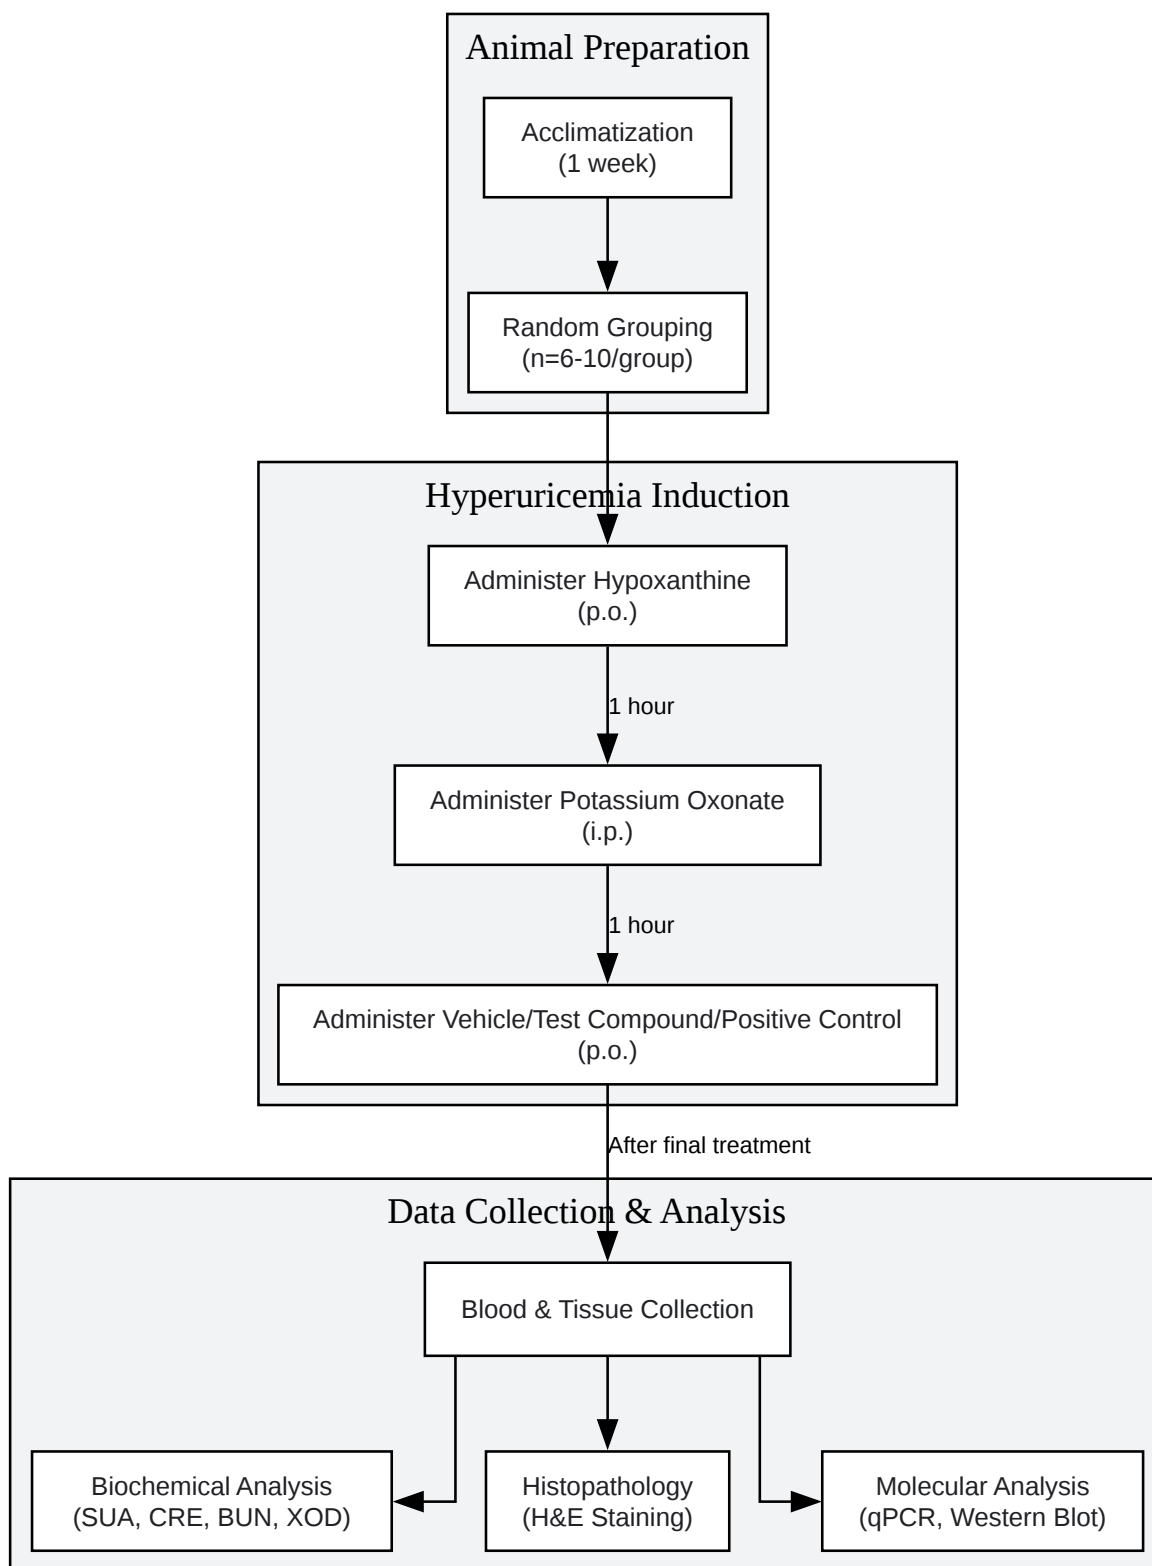 Animal Preparation
Acclimatization
(1 week)
Random Grouping
(n=6-10/group)
Hyperuricemia Induction
Administer Hypoxanthine
(p.o.)
1 hour
Administer Potassium Oxonate
(i.p.)
1 hour
Administer Vehicle/Test Compound/Positive Control
(p.o.)
After final treatment
Data Collection & Analysis
Blood & Tissue Collection
Biochemical Analysis
(SUA, CRE, BUN, XOD)
Histopathology
(H&E Staining)
Molecular Analysis
(qPCR, Western Blot)